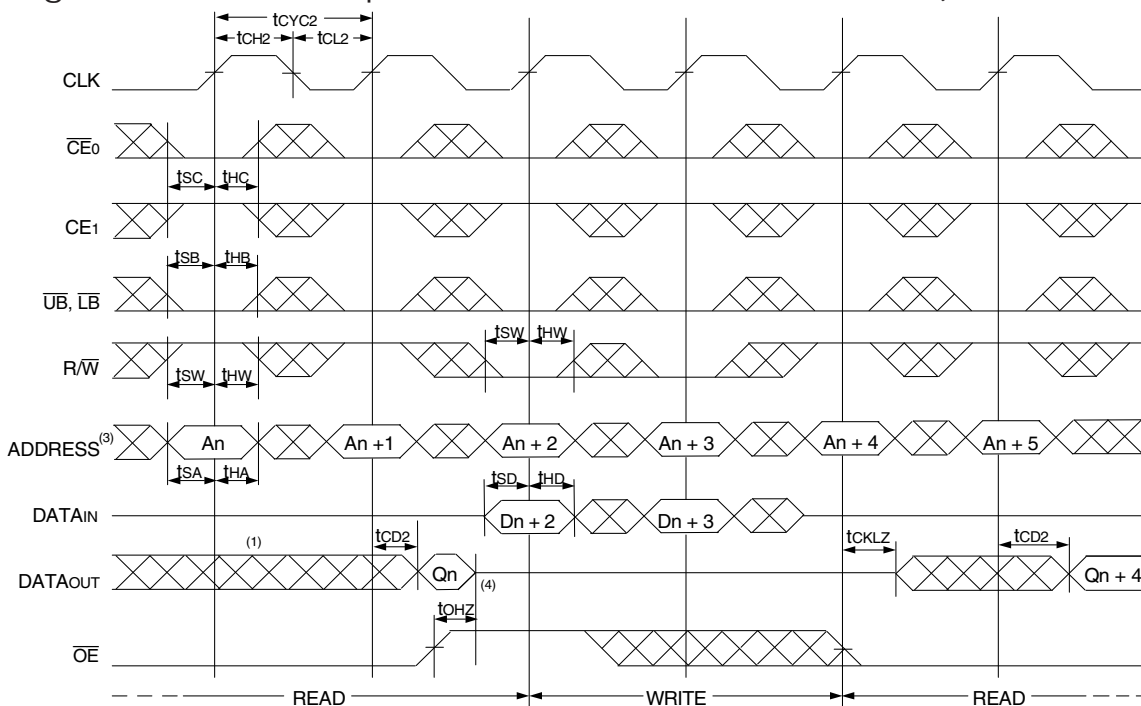 tCYC2
tCH2 tCL2
CLK
CE0
tSC tHC
CE1
tSB tHB
UB, LB
tSW tHW
R/W
tSW tHW
ADDRESS(3) An An +1 An + 2 An + 3 An + 4 An + 5
tSA tHA tSD tHD
DATAIN Dn + 2 Dn + 3
(1) tCD2 tCKLZ tCD2
DATAOUT Qn (4) Qn + 4
tOHZ
OE
READ WRITE READ